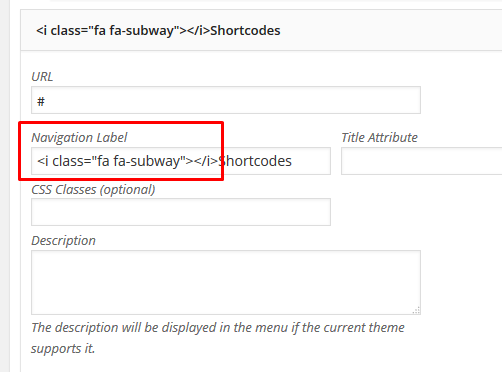 <i class="fa fa-subway"></i>Shortcodes
URL
#
Navigation Label Title Attribute
<i class="fa fa-subway"></i>Shortcodes
CSS Classes (optional)
Description
The description will be displayed in the menu if the current theme
supports it.